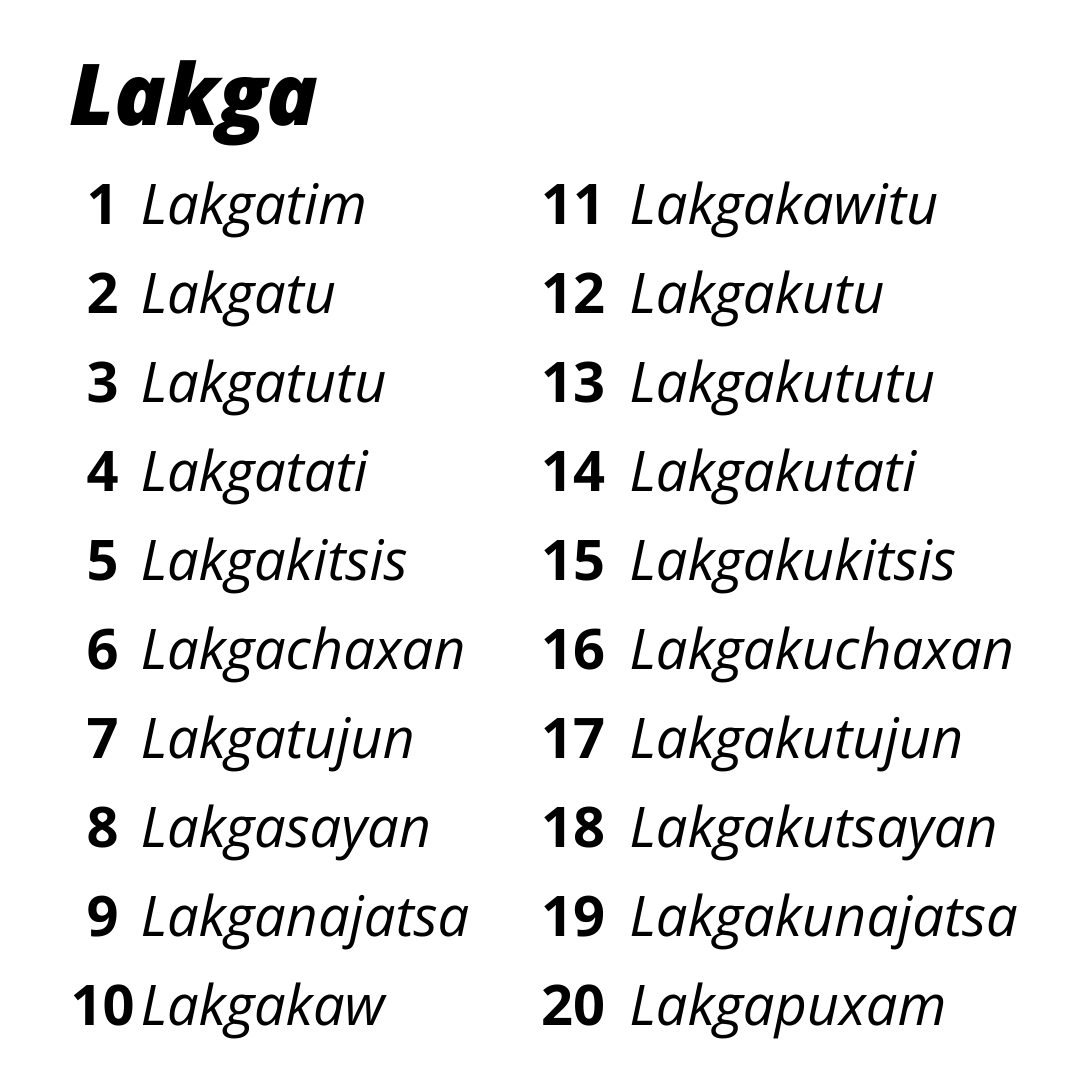 Lakga
1 Lakgatim
2 Lakgatu
3 Lakgatutu
4 Lakgatati
5 Lakgakitsis
6 Lakgachaxan
7 Lakgatujun
8 Lakgasayan
9 Lakganajatsa
10 Lakgakaw
11 Lakgakawitu
12 Lakgakutu
13 Lakgakututu
14 Lakgakutati
15 Lakgakukitsis
16 Lakgakuchaxan
17 Lakgakutujun
18 Lakgakutsayan
19 Lakgakunajatsa
20 Lakgapuxam